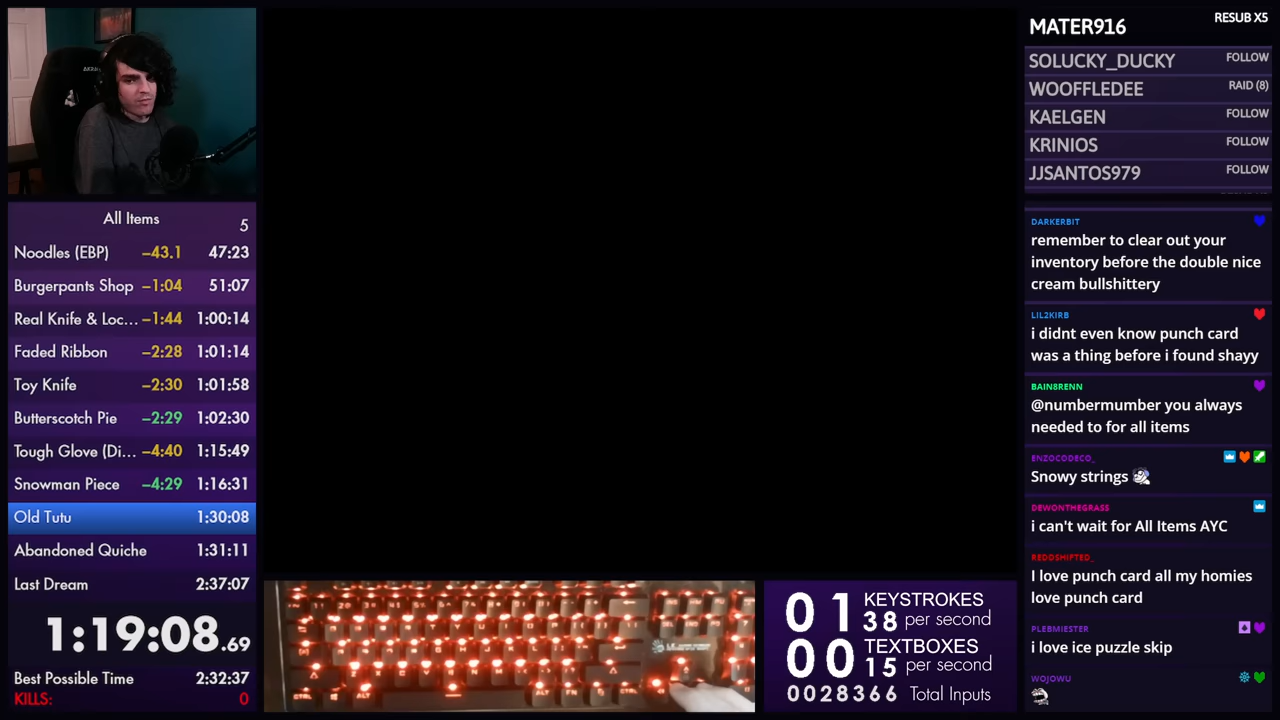 All Items
5
Noodles (EBP) −43.1 47:23
Burgerpants Shop −1:04 51:07
Real Knife & Loc... −1:44 1:00:14
Faded Ribbon −2:28 1:01:14
Toy Knife −2:30 1:01:58
Butterscotch Pie −2:29 1:02:30
Tough Glove (Di... −4:40 1:15:49
Snowman Piece −4:29 1:16:31
Old Tutu 1:30:08
Abandoned Quiche 1:31:11
Last Dream 2:37:07
1:19:08.69
Best Possible Time 2:32:37
KILLS: 0
01 38 KEYSTROKES per second
00 15 TEXTBOXES per second
0028366 Total Inputs
MATER916 RESUB X5
SOLUCKY_DUCKY FOLLOW
WOOFFLEDEE RAID (8)
KAELGEN FOLLOW
KRINIOS FOLLOW
JJSANTOS979 FOLLOW
DARKERBIT
remember to clear out your
inventory before the double nice
cream bullshittery
LIL2KIRB
i didnt even know punch card
was a thing before i found shayy
BAIN8RENN
@numbermumber you always
needed to for all items
ENZOCODECO_
Snowy strings
DEWONTHEGRASS
i can't wait for All Items AYC
REDDSHIFTED_
I love punch card all my homies
love punch card
PLEBMIESTER
i love ice puzzle skip
WOJOWU